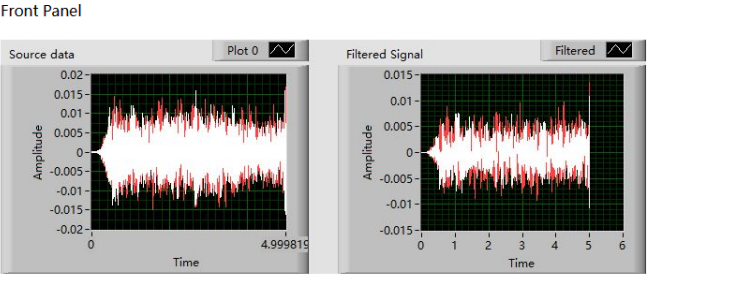 Front Panel
Source data
Plot 0
0.02
0.015
0.01
0.005
0
-0.005
-0.01
-0.015
-0.02
Amplitude
0
4.999819
Time
Filtered Signal
Filtered
0.015
0.01
0.005
0
-0.005
-0.01
-0.015
Amplitude
0 1 2 3 4 5 6
Time